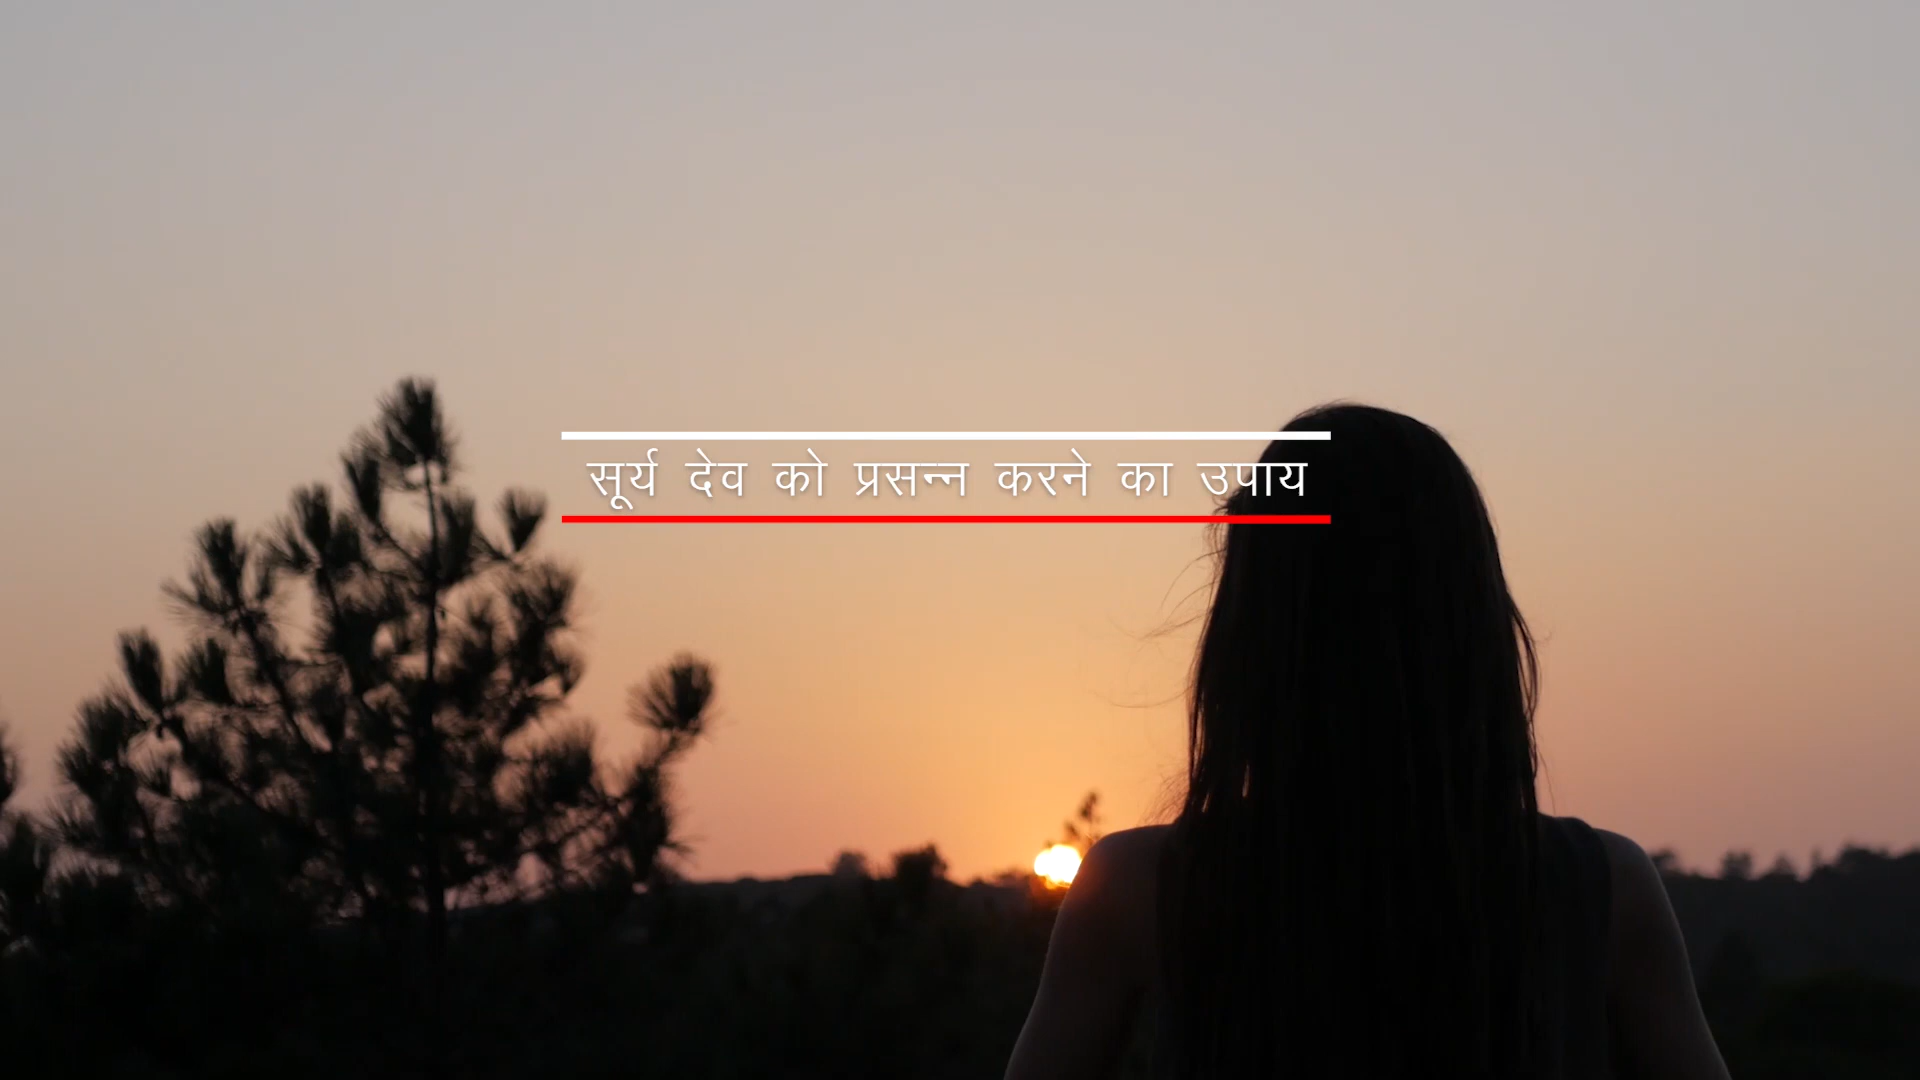 सूर्य देव को प्रसन्न करने का उपाय